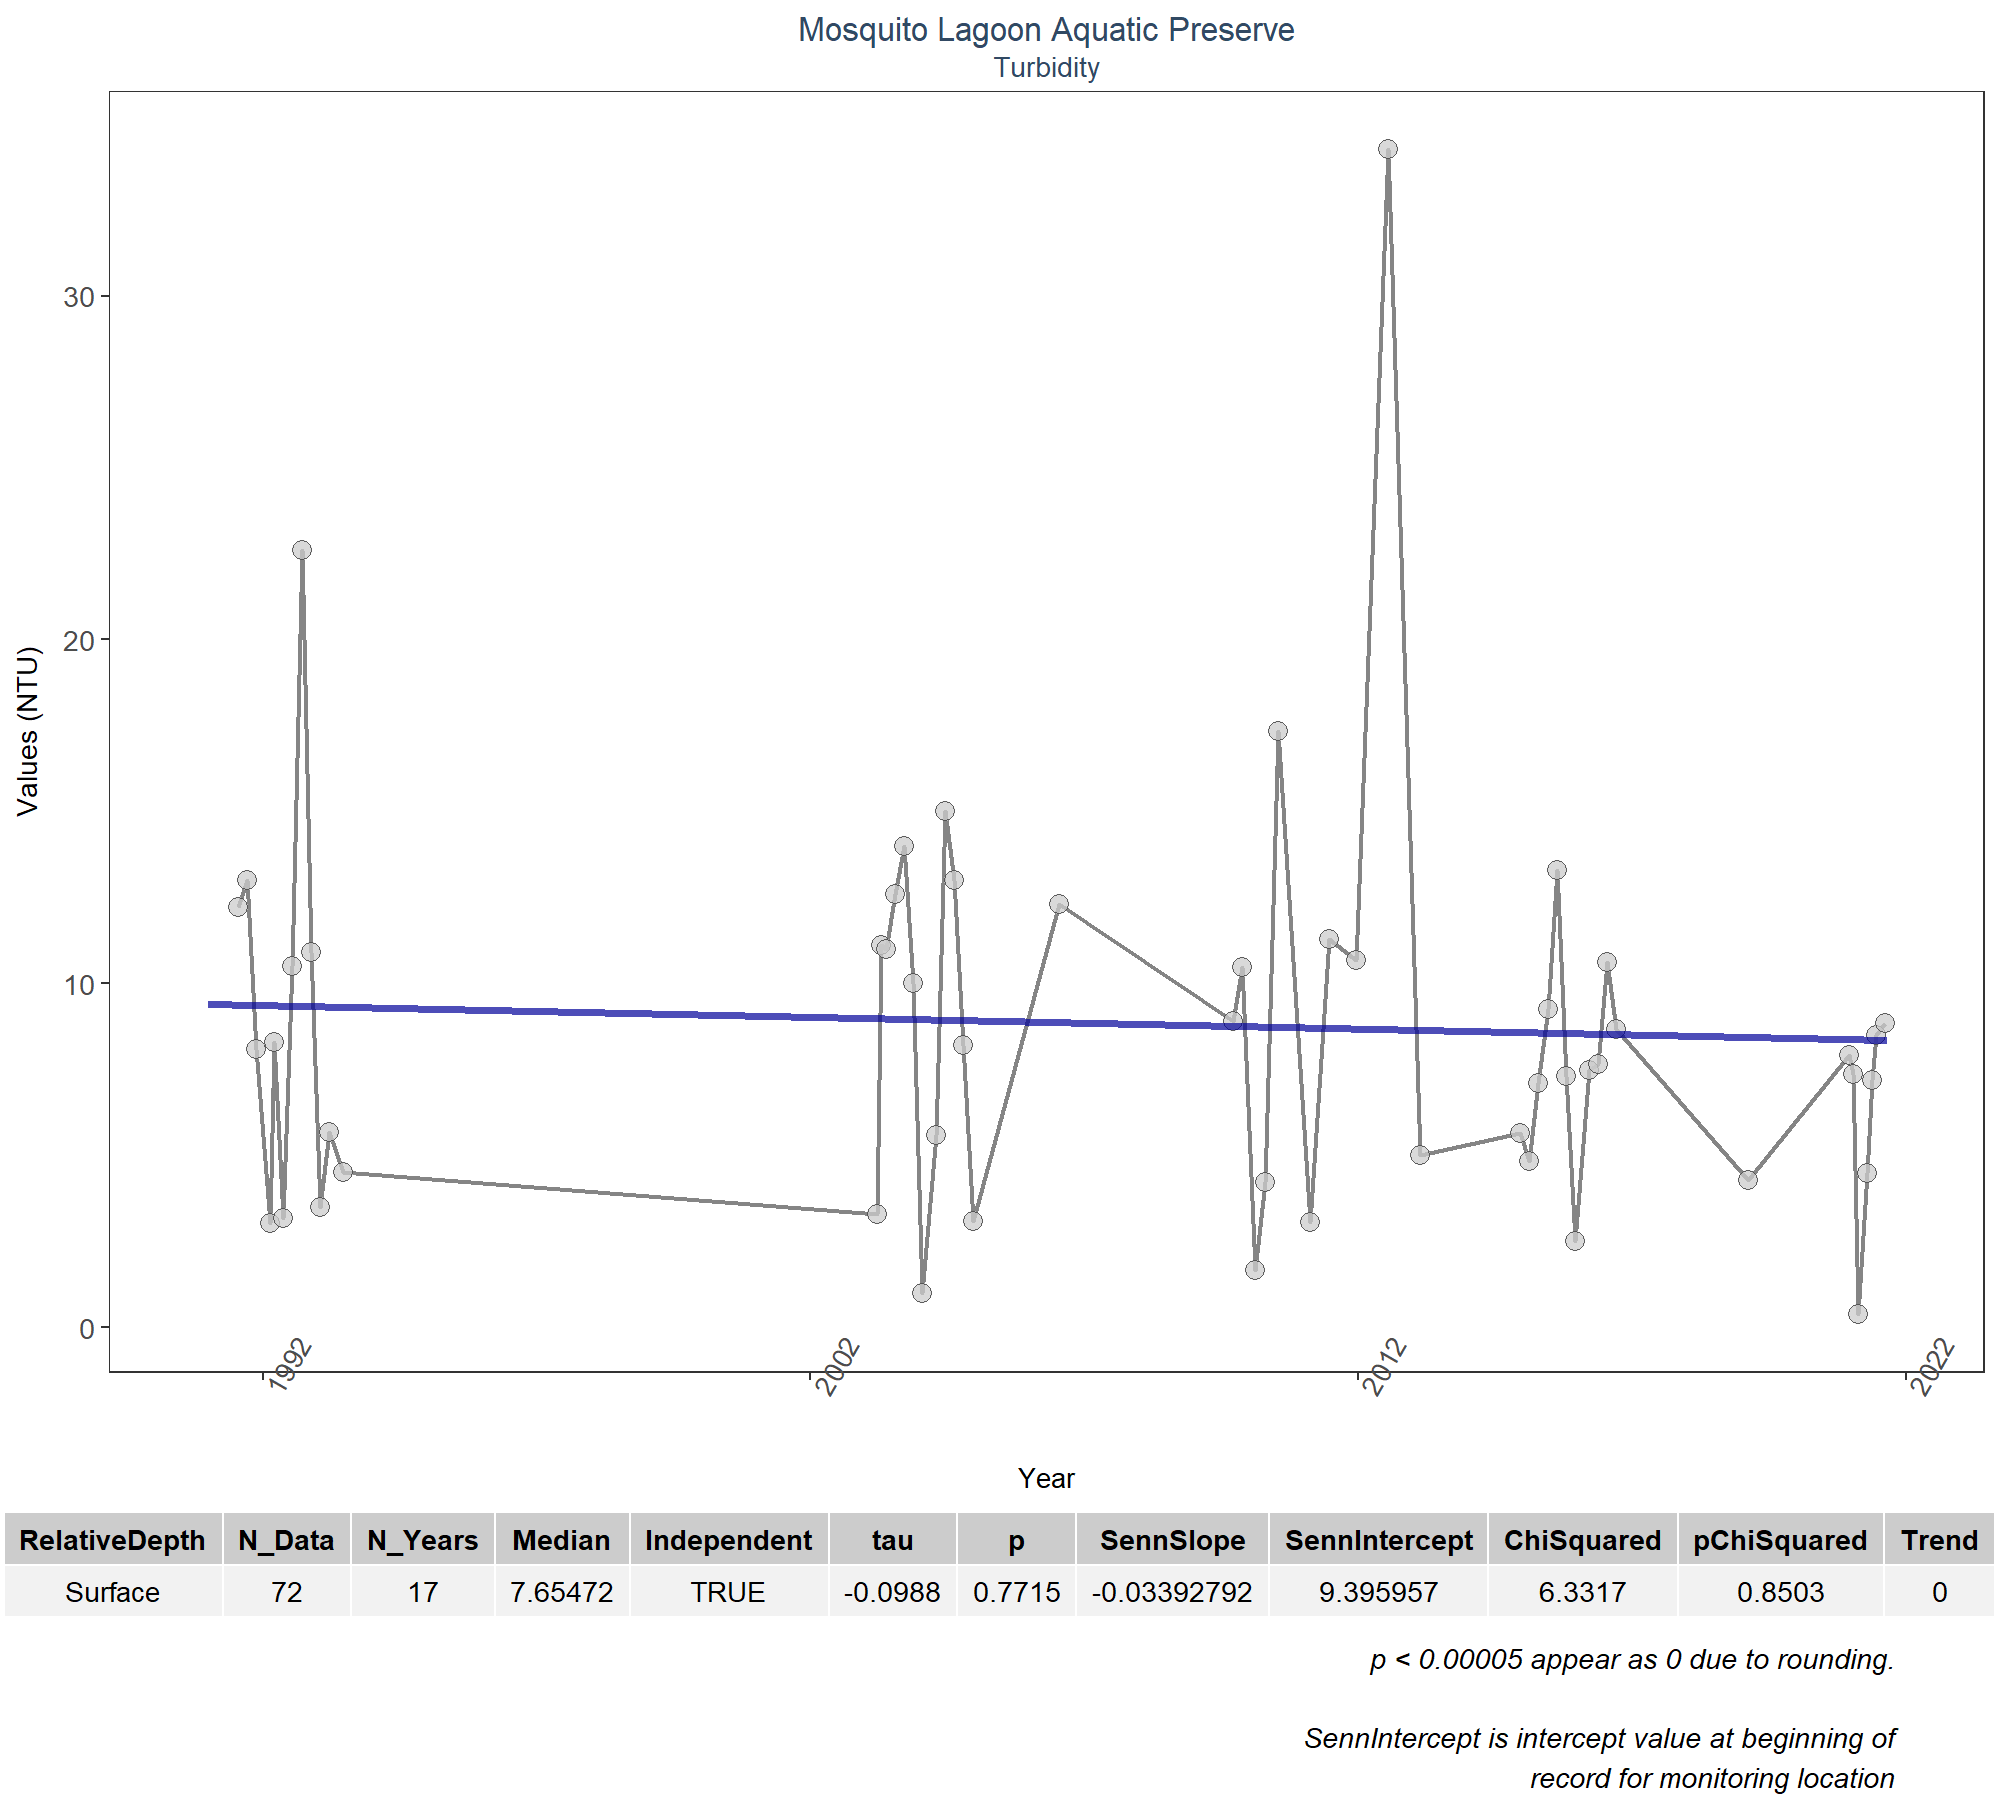 Mosquito Lagoon Aquatic Preserve
Turbidity
Values (NTU)
30
20
10
0
1992
2002
2012
2022
Year
RelativeDepth N_Data N_Years Median Independent tau p SennSlope SennIntercept ChiSquared pChiSquared Trend
Surface 72 17 7.65472 TRUE -0.0988 0.7715 -0.03392792 9.395957 6.3317 0.8503 0
p < 0.00005 appear as 0 due to rounding.
SennIntercept is intercept value at beginning of
record for monitoring location